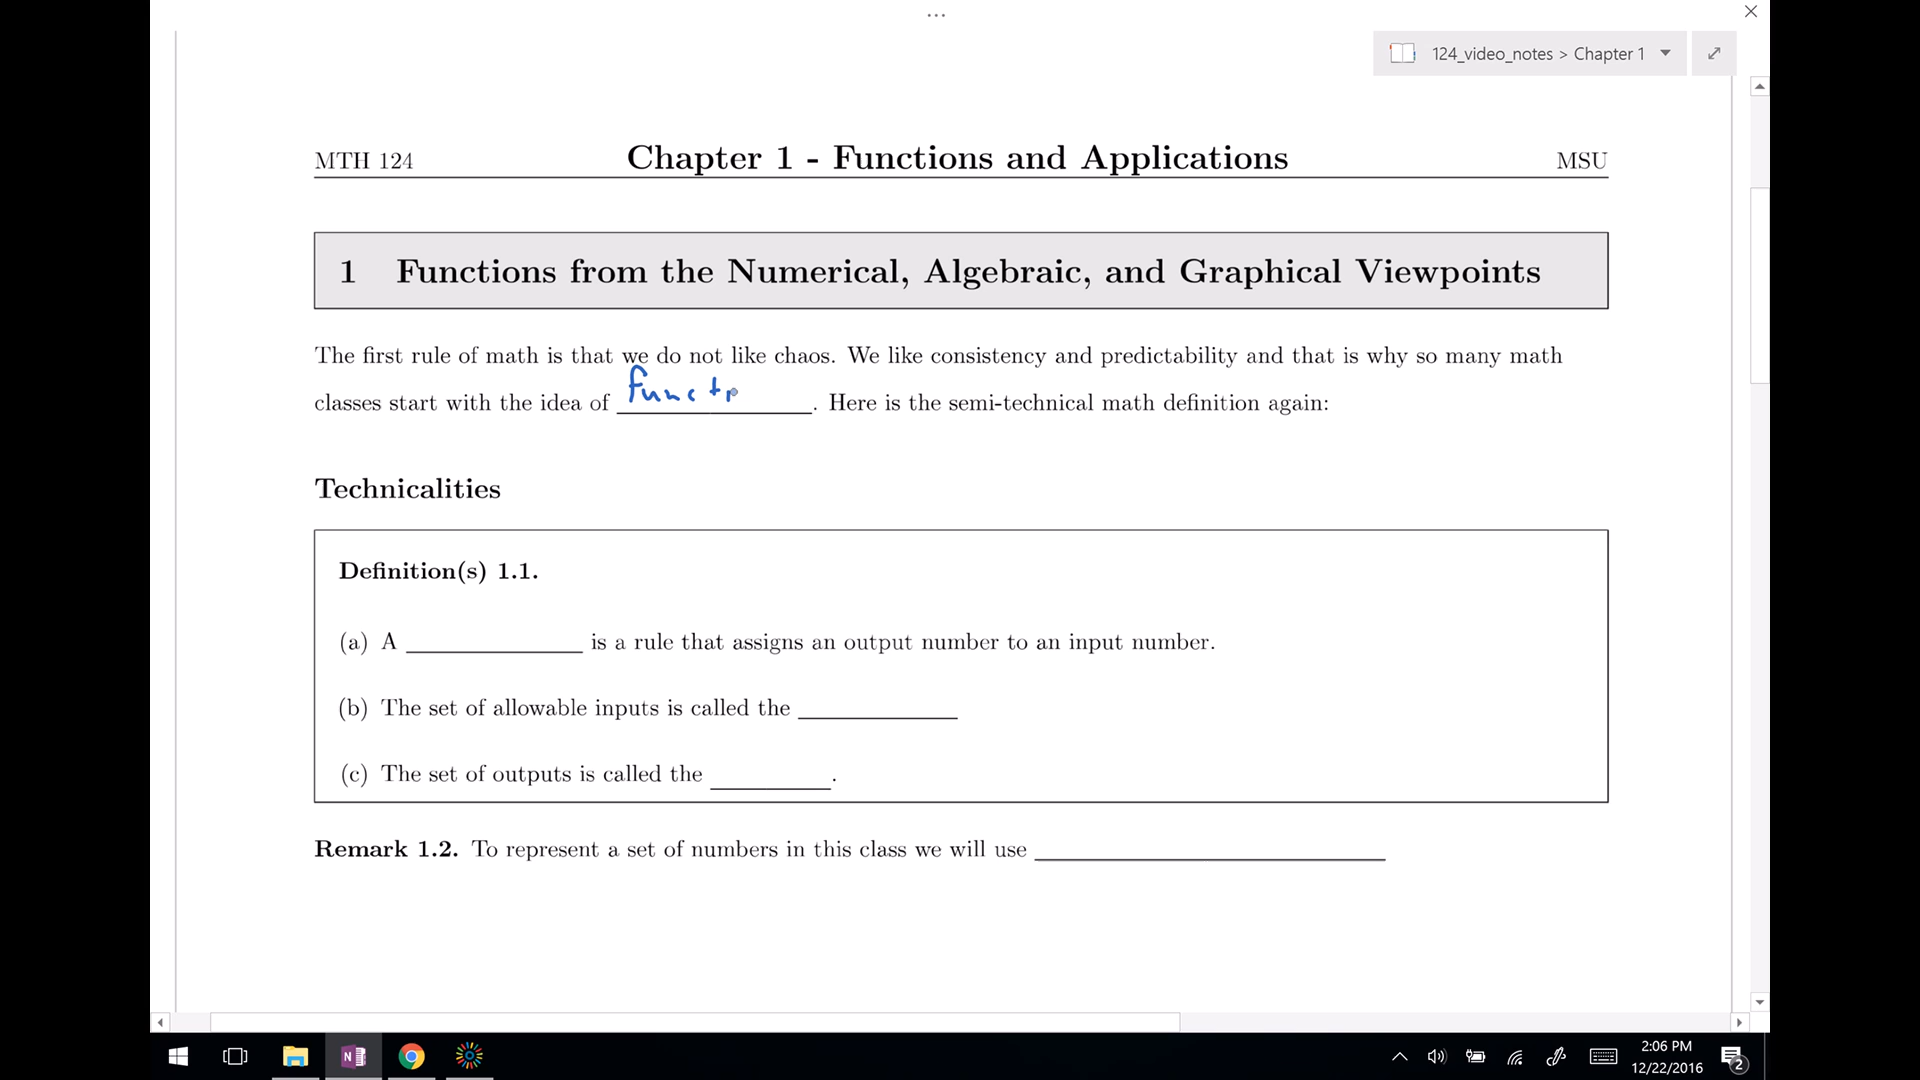 ...
124_video_notes > Chapter 1
MTH 124 Chapter 1 - Functions and Applications MSU
1 Functions from the Numerical, Algebraic, and Graphical Viewpoints
The first rule of math is that we do not like chaos. We like consistency and predictability and that is why so many math
classes start with the idea of functi. Here is the semi-technical math definition again:
Technicalities
Definition(s) 1.1.
(a) A ______ is a rule that assigns an output number to an input number.
(b) The set of allowable inputs is called the ______
(c) The set of outputs is called the ______.
Remark 1.2. To represent a set of numbers in this class we will use ______
N
2:06 PM
12/22/2016
2